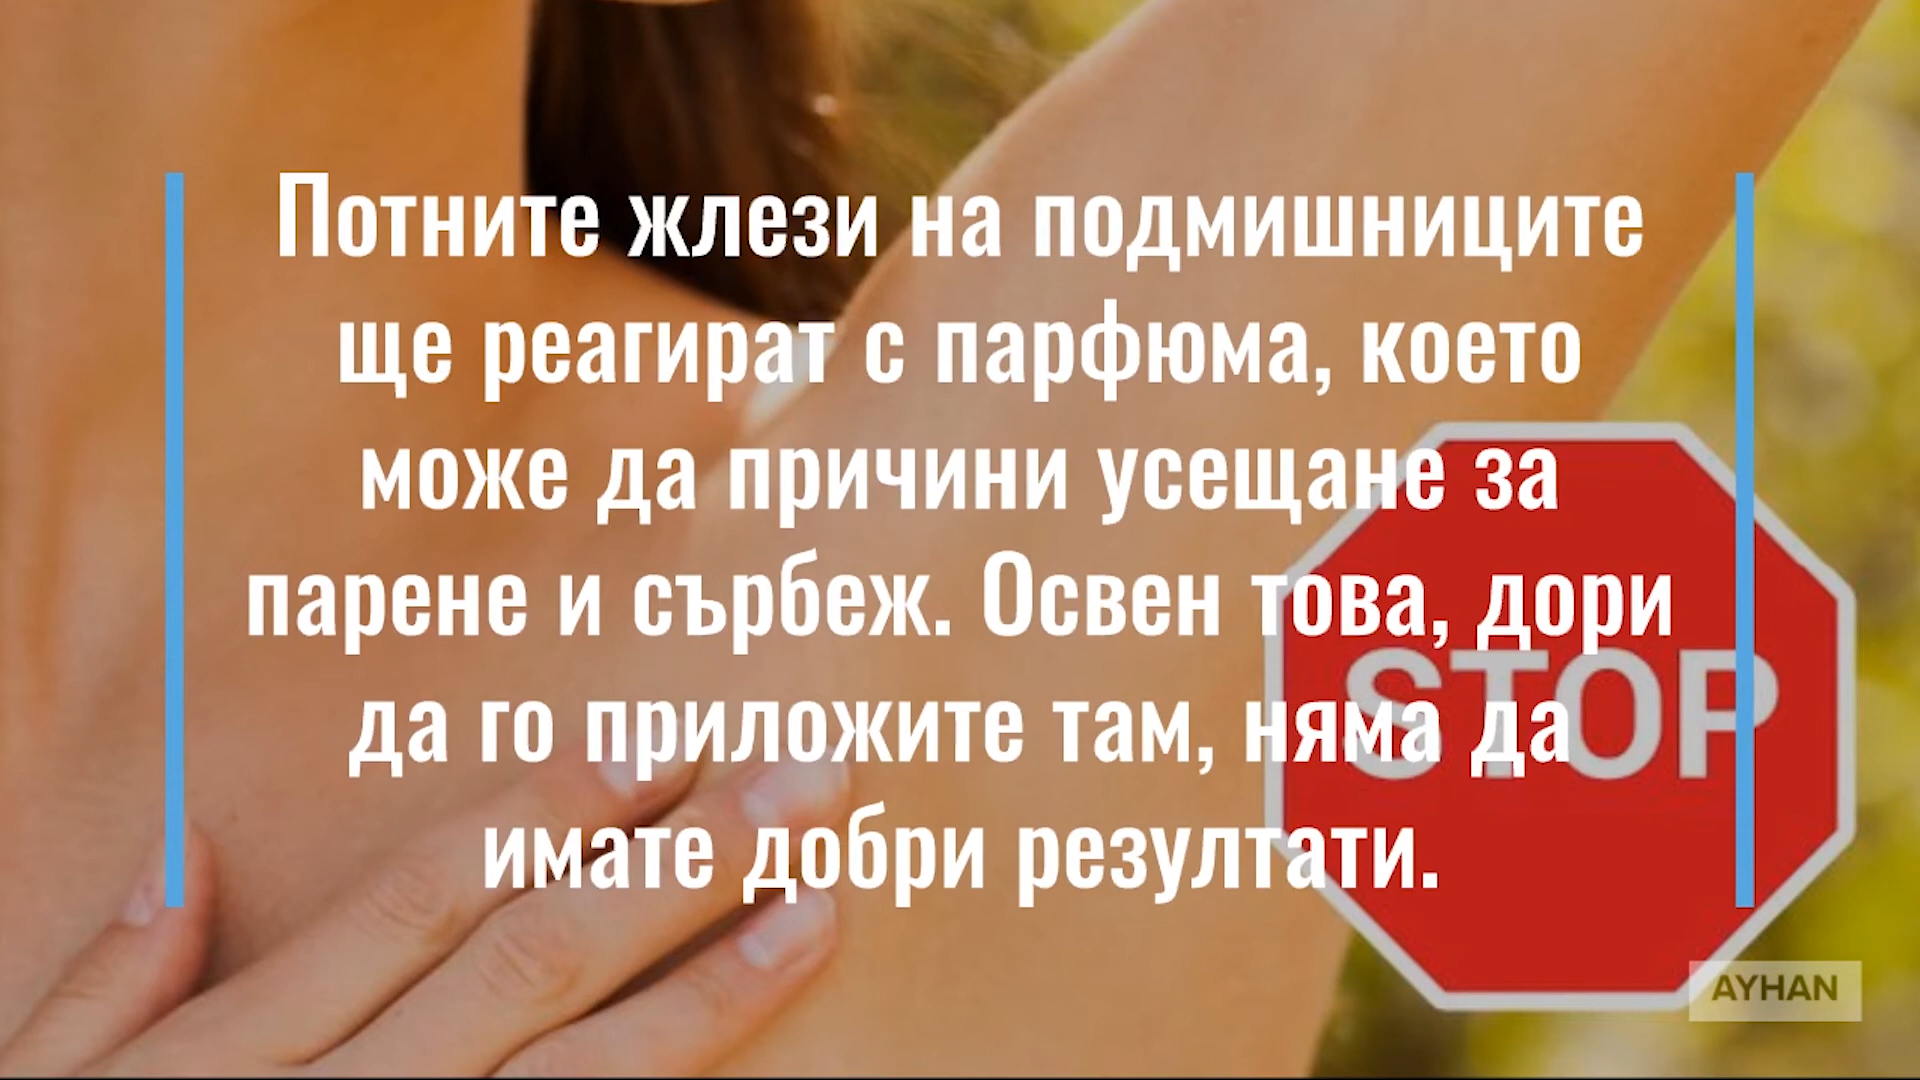 Потните жлези на подмишниците
ще реагират с парфюма, което
може да причини усещане за
парене и сърбеж. Освен това, дори
да го приложите там, няма да
имате добри резултати.
STOP
AYHAN